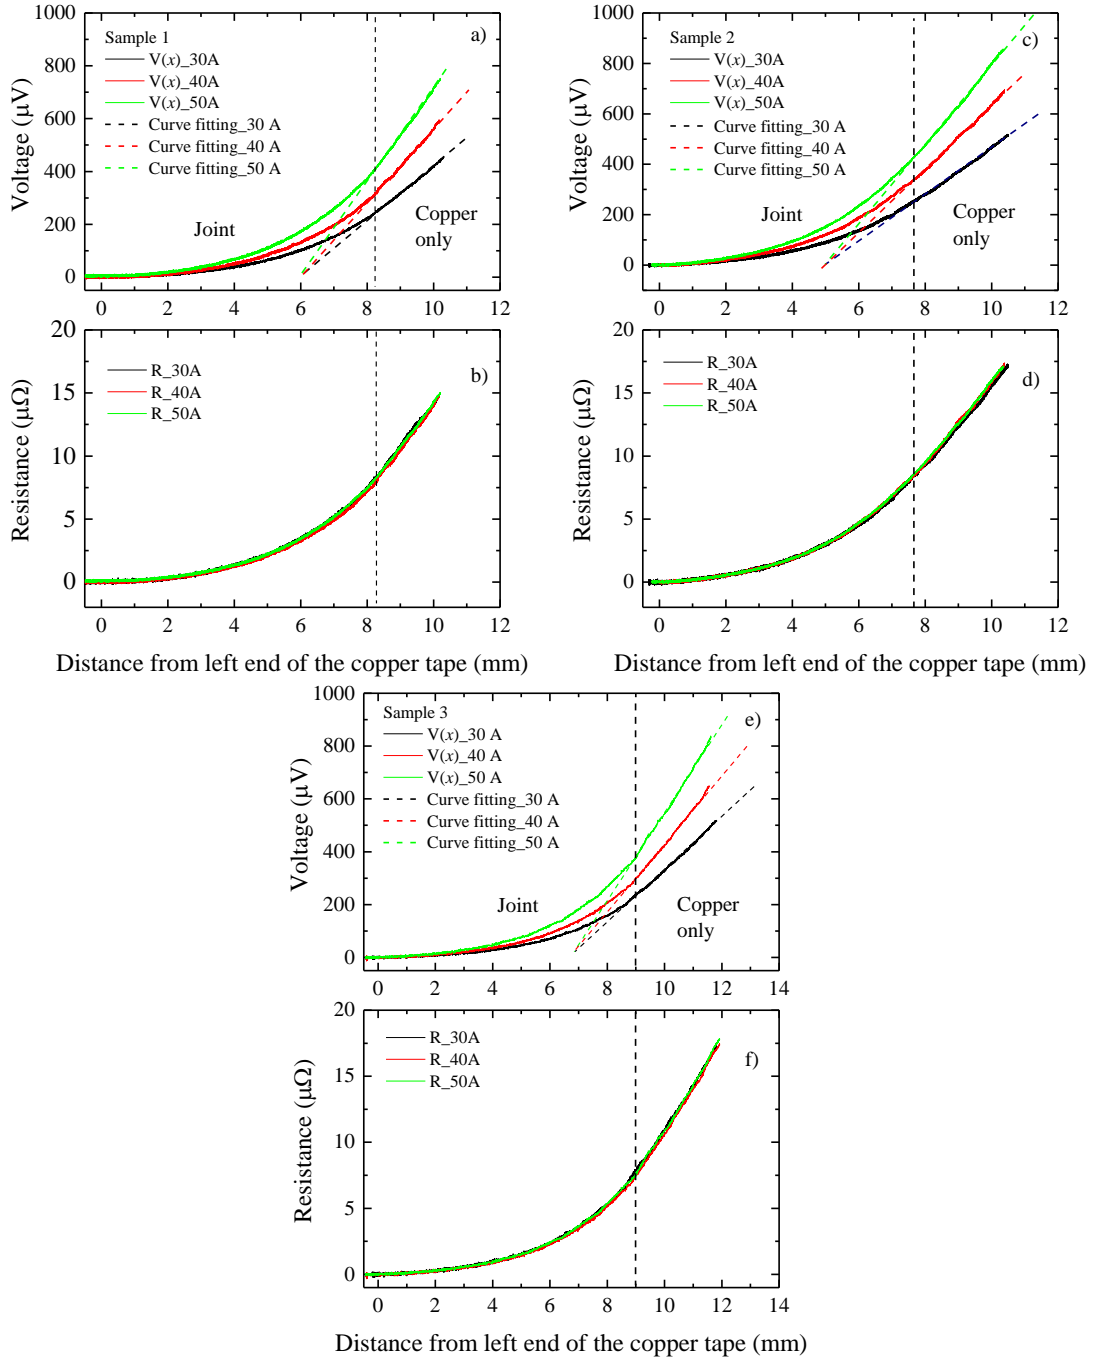 Sample 1
a)
V(x)_30A
V(x)_40A
V(x)_50A
Curve fitting_30 A
Curve fitting_40 A
Curve fitting_50 A
Joint
Copper
only
Voltage (μV)
0
200
400
600
800
1000
0 2 4 6 8 10 12
R_30A
R_40A
R_50A
b)
Resistance (μΩ)
0
5
10
15
20
0 2 4 6 8 10 12
Distance from left end of the copper tape (mm)
Sample 2
c)
V(x)_30A
V(x)_40A
V(x)_50A
Curve fitting_30 A
Curve fitting_40 A
Curve fitting_50 A
Joint
Copper
only
Voltage (μV)
0
200
400
600
800
1000
0 2 4 6 8 10 12
R_30A
R_40A
R_50A
d)
Resistance (μΩ)
0
5
10
15
20
0 2 4 6 8 10 12
Distance from left end of the copper tape (mm)
Sample 3
e)
V(x)_30 A
V(x)_40 A
V(x)_50 A
Curve fitting_30 A
Curve fitting_40 A
Curve fitting_50 A
Joint
Copper
only
Voltage (μV)
0
200
400
600
800
1000
0 2 4 6 8 10 12 14
R_30A
R_40A
R_50A
f)
Resistance (μΩ)
0
5
10
15
20
0 2 4 6 8 10 12 14
Distance from left end of the copper tape (mm)